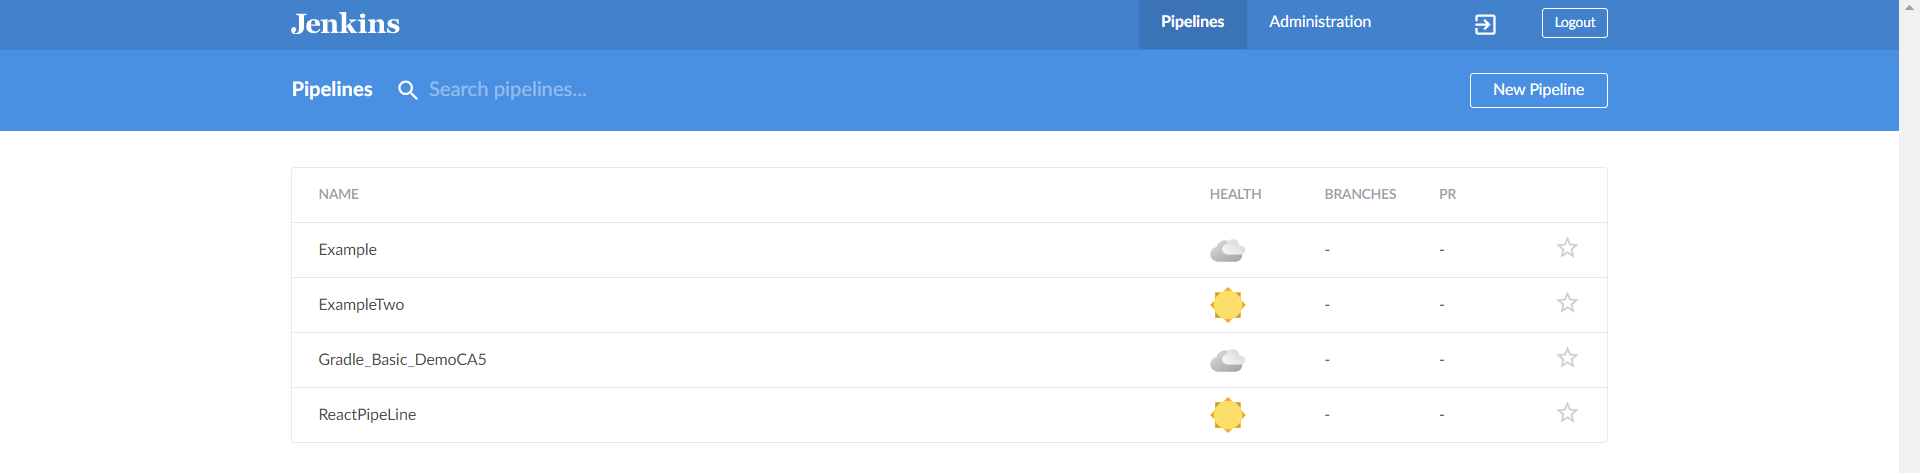 Jenkins Pipelines Administration Logout
Pipelines Search pipelines... New Pipeline
NAME HEALTH BRANCHES PR
Example - -
ExampleTwo - -
Gradle_Basic_DemoCA5 - -
ReactPipeLine - -